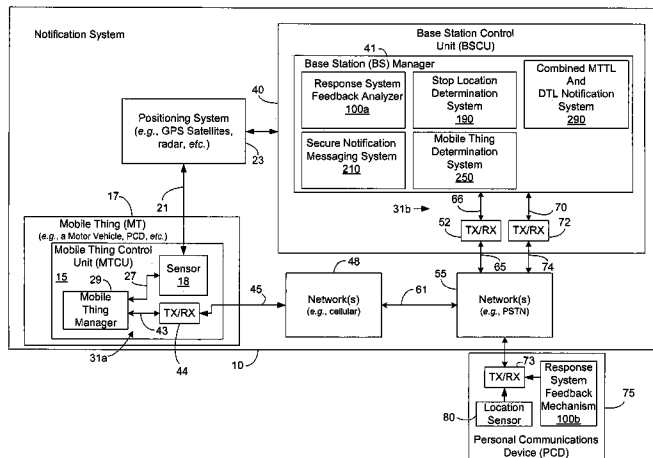 Notification System
Base Station Control
Unit (BSCU)
41
Base Station (BS) Manager
40
Response System
Feedback Analyzer
100a
Stop Location
Determination
System
190
Combined MTTL
And
DTL Notification
System
290
Secure Notification
Messaging System
210
Mobile Thing
Determination
System
250
Positioning System
(e.g., GPS Satellites,
radar, etc.)
23
21
17
Mobile Thing (MT)
(e.g., a Motor Vehicle, PCD, etc.)
Mobile Thing Control
Unit (MTCU)
15
29
27
Sensor
18
Mobile
Thing
Manager
43
TX/RX
31a
44
45
31b
66
70
52
TX/RX
TX/RX
72
65
74
48
Network(s)
(e.g., cellular)
61
55
Network(s)
(e.g., PSTN)
10
73
TX/RX
Response
System
Feedback
Mechanism
100b
75
80
Location
Sensor
Personal Communications
Device (PCD)